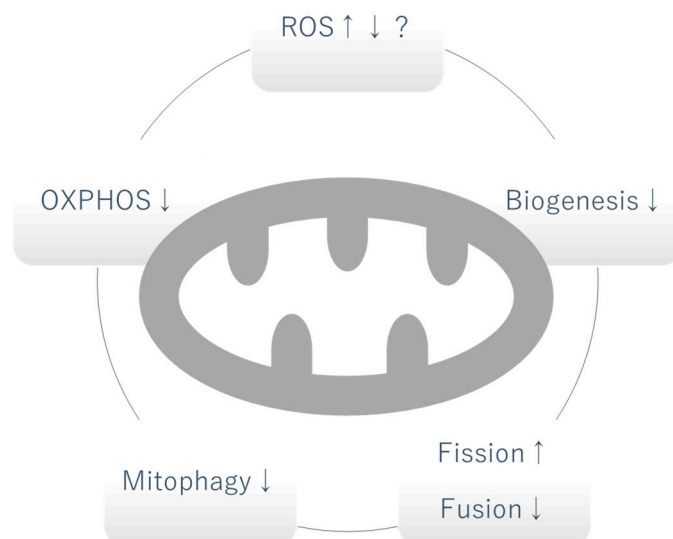 ROS ↑ ↓ ?
OXPHOS ↓
Biogenesis ↓
Fission ↑
Mitophagy ↓
Fusion ↓